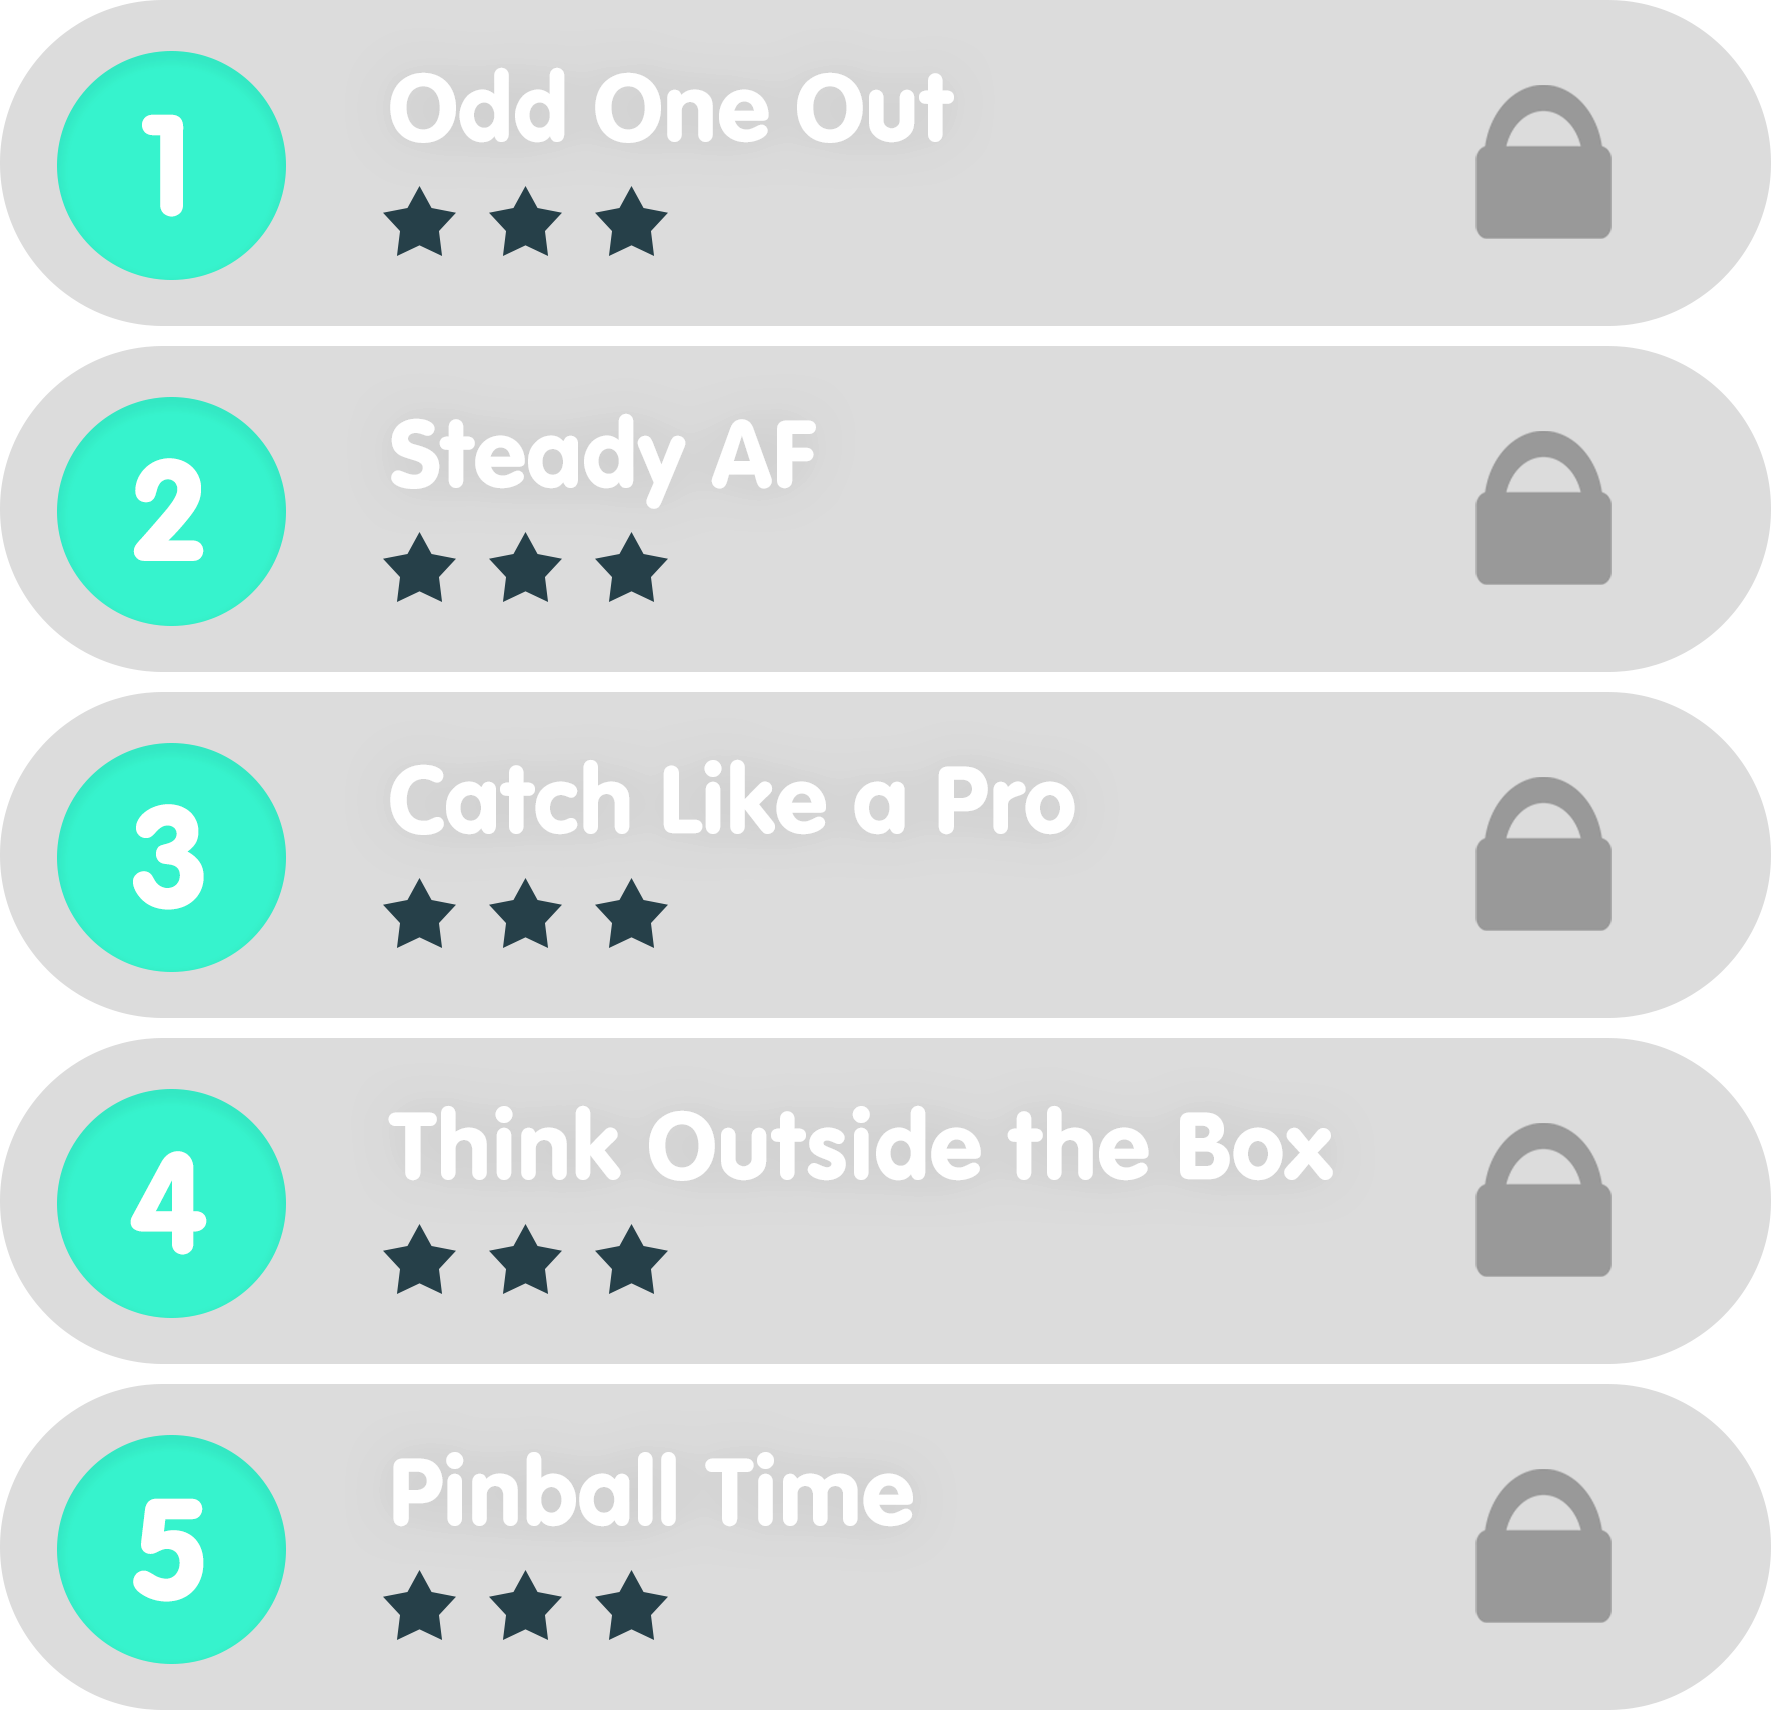 1
Odd One Out
2
Steady AF
3
Catch Like a Pro
4
Think Outside the Box
5
Pinball Time